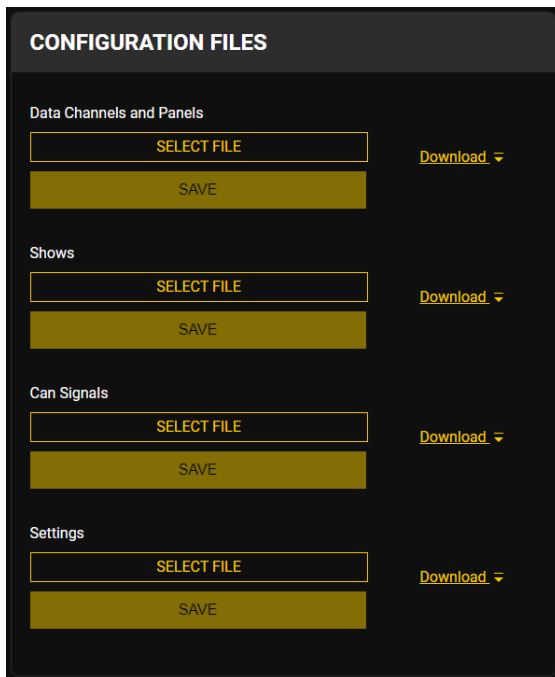 CONFIGURATION FILES
Data Channels and Panels
SELECT FILE
Download
SAVE
Shows
SELECT FILE
Download
SAVE
Can Signals
SELECT FILE
Download
SAVE
Settings
SELECT FILE
Download
SAVE